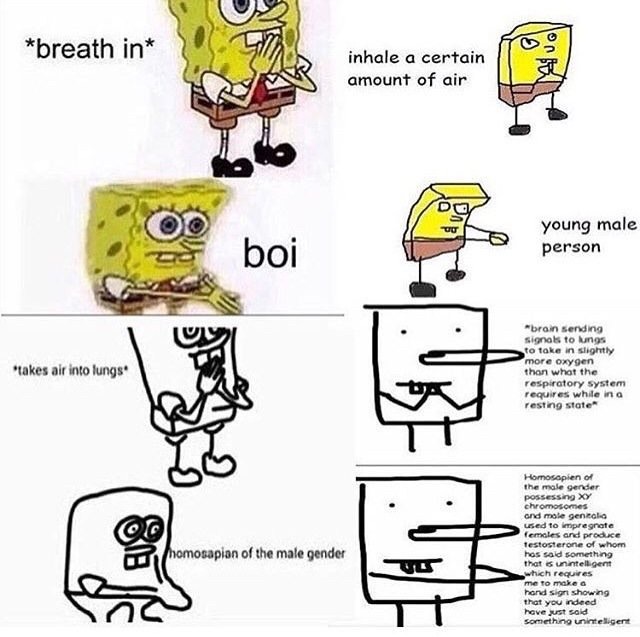 *breath in*
boi
inhale a certain
amount of air
young male
person
*takes air into lungs*
homosapian of the male gender
*brain sending
signals to lungs
to take in slightly
more oxygen
than what the
respiratory system
requires while in a
resting state*
Homosapien of
the male gender
possessing XY
chromosomes
and male genitalia
used to impregnate
females and produce
testosterone of whom
has said something
that is unintelligent
which requires
me to make a
hand sign showing
that you indeed
have just said
something unintelligent